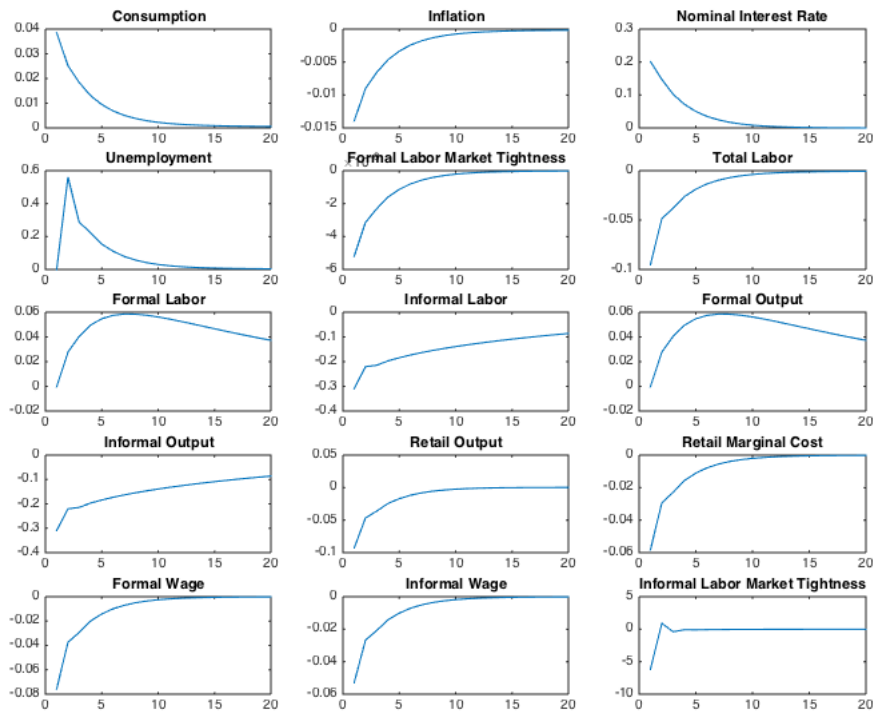 Consumption Inflation Nominal Interest Rate
0.04 0 0.3
0.03 -0.005 0.2
0.02 -0.01 0.1
0.01 -0.015 0
0
0 5 10 15 20 0 5 10 15 20 0 5 10 15 20
Unemployment Formal Labor Market Tightness Total Labor
0.6 0 0
0.4 -2 -0.05
0.2 -4 -0.1
0 -6
0 5 10 15 20 0 5 10 15 20 0 5 10 15 20
Formal Labor Informal Labor Formal Output
0.06 0 0.06
0.04 -0.1 0.04
0.02 -0.2 0.02
0 -0.3 0
-0.02 -0.4 -0.02
0 5 10 15 20 0 5 10 15 20 0 5 10 15 20
Informal Output Retail Output Retail Marginal Cost
0 0.05 0
-0.1 0 -0.02
-0.2 -0.05 -0.04
-0.3 -0.1 -0.06
-0.4
0 5 10 15 20 0 5 10 15 20 0 5 10 15 20
Formal Wage Informal Wage Informal Labor Market Tightness
0 0 5
-0.02 -0.02 0
-0.04 -0.04 -5
-0.06 -0.06 -10
-0.08
0 5 10 15 20 0 5 10 15 20 0 5 10 15 20